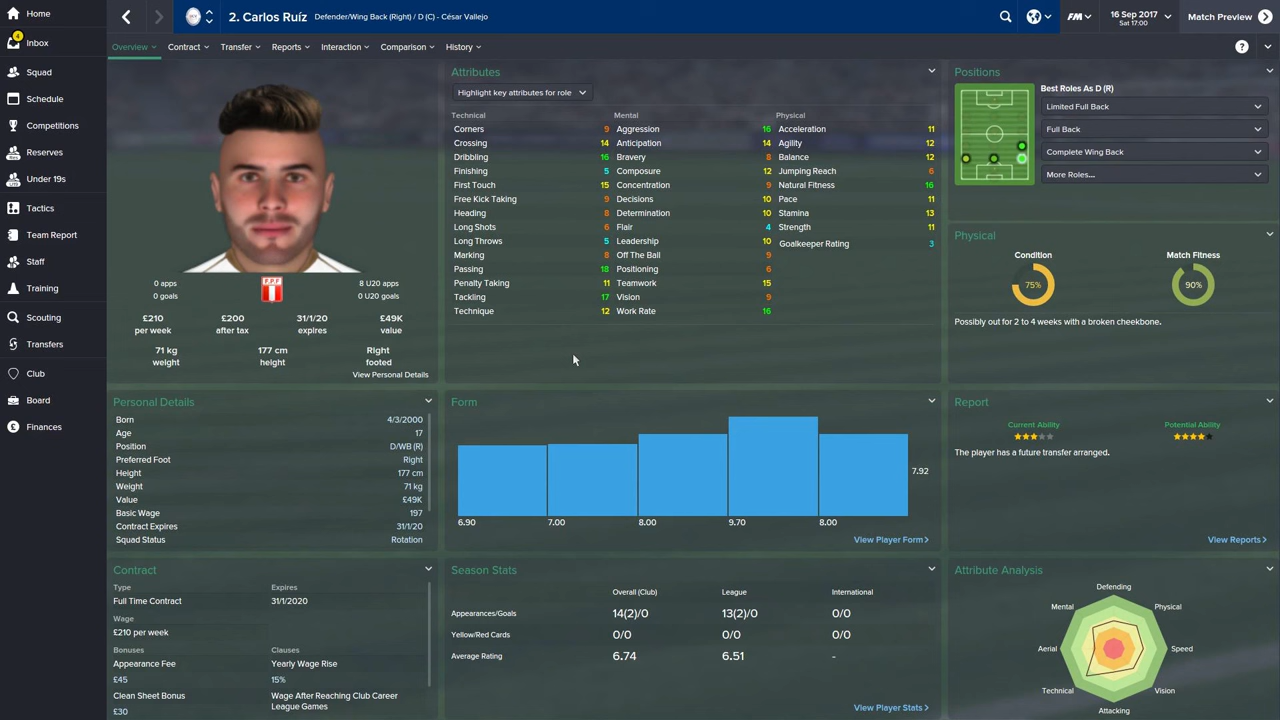 Home
4
Inbox
Squad
Schedule
Competitions
Reserves
Under 19s
Tactics
Team Report
Staff
Training
Scouting
Transfers
Club
Board
Finances
2. Carlos Ruíz
Defender/Wing Back (Right) / D (C) - César Vallejo
FM
16 Sep 2017
Sat 17:00
Match Preview
Overview
Contract
Transfer
Reports
Interaction
Comparison
History
?
0 apps
0 goals
F.P.F
8 U20 apps
0 U20 goals
£210
per week
£200
after tax
31/1/20
expires
£49K
value
71 kg
weight
177 cm
height
Right
footed
View Personal Details
Attributes
Highlight key attributes for role
Technical Mental Physical
Corners 9 Aggression 16 Acceleration 11
Crossing 14 Anticipation 14 Agility 12
Dribbling 16 Bravery 8 Balance 12
Finishing 5 Composure 12 Jumping Reach 6
First Touch 15 Concentration 9 Natural Fitness 16
Free Kick Taking 9 Decisions 10 Pace 11
Heading 8 Determination 10 Stamina 13
Long Shots 6 Flair 4 Strength 11
Long Throws 5 Leadership 10 Goalkeeper Rating 3
Marking 8 Off The Ball 9
Passing 18 Positioning 6
Penalty Taking 11 Teamwork 15
Tackling 17 Vision 9
Technique 12 Work Rate 16
Positions
Best Roles As D (R)
Limited Full Back
Full Back
Complete Wing Back
More Roles...
Physical
Condition
75%
Match Fitness
90%
Possibly out for 2 to 4 weeks with a broken cheekbone.
Personal Details
Born 4/3/2000
Age 17
Position D/WB (R)
Preferred Foot Right
Height 177 cm
Weight 71 kg
Value £49K
Basic Wage 197
Contract Expires 31/1/20
Squad Status Rotation
Form
7.92
6.90 7.00 8.00 9.70 8.00
View Player Form
Report
Current Ability
Potential Ability
The player has a future transfer arranged.
View Reports
Contract
Type Expires
Full Time Contract 31/1/2020
Wage
£210 per week
Bonuses Clauses
Appearance Fee Yearly Wage Rise
£45 15%
Clean Sheet Bonus Wage After Reaching Club Career
League Games
£30
Season Stats
Overall (Club) League International
Appearances/Goals 14(2)/0 13(2)/0 0/0
Yellow/Red Cards 0/0 0/0 0/0
Average Rating 6.74 6.51 -
View Player Stats
Attribute Analysis
Defending
Mental Physical
Aerial Speed
Technical Vision
Attacking